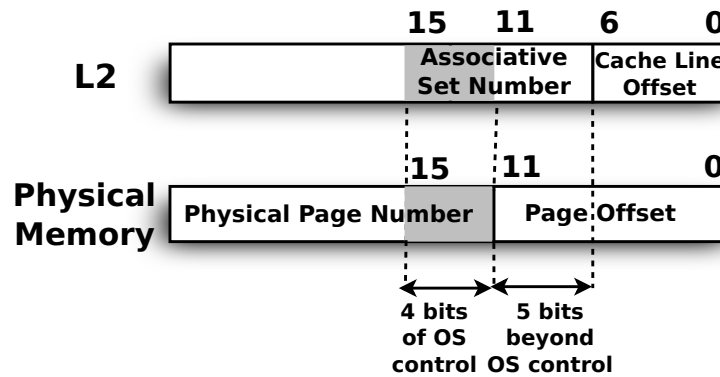 15 11 6 0
L2
Associative
Set Number
Cache Line
Offset
15 11 0
Physical
Memory
Physical Page Number
Page Offset
4 bits
of OS
control
5 bits
beyond
OS control